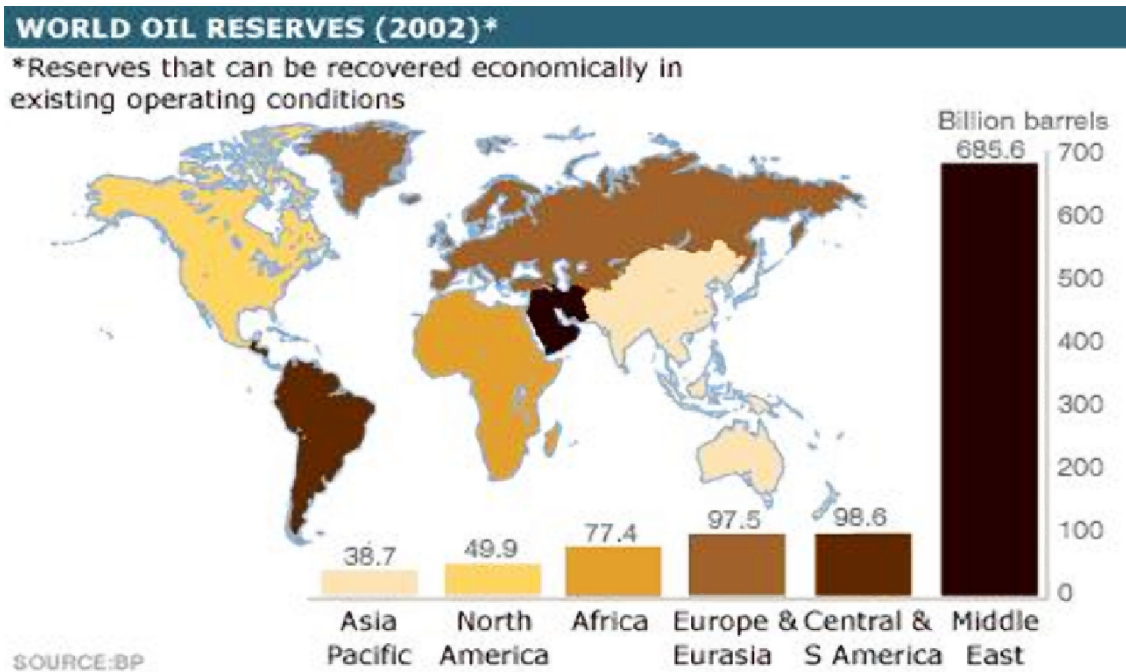 WORLD OIL RESERVES (2002)*
*Reserves that can be recovered economically in
existing operating conditions
Billion barrels
685.6
700
600
500
400
300
200
100
0
38.7
49.9
77.4
97.5
98.6
Asia
Pacific
North
America
Africa
Europe &
Eurasia
Central &
S America
Middle
East
SOURCE:BP